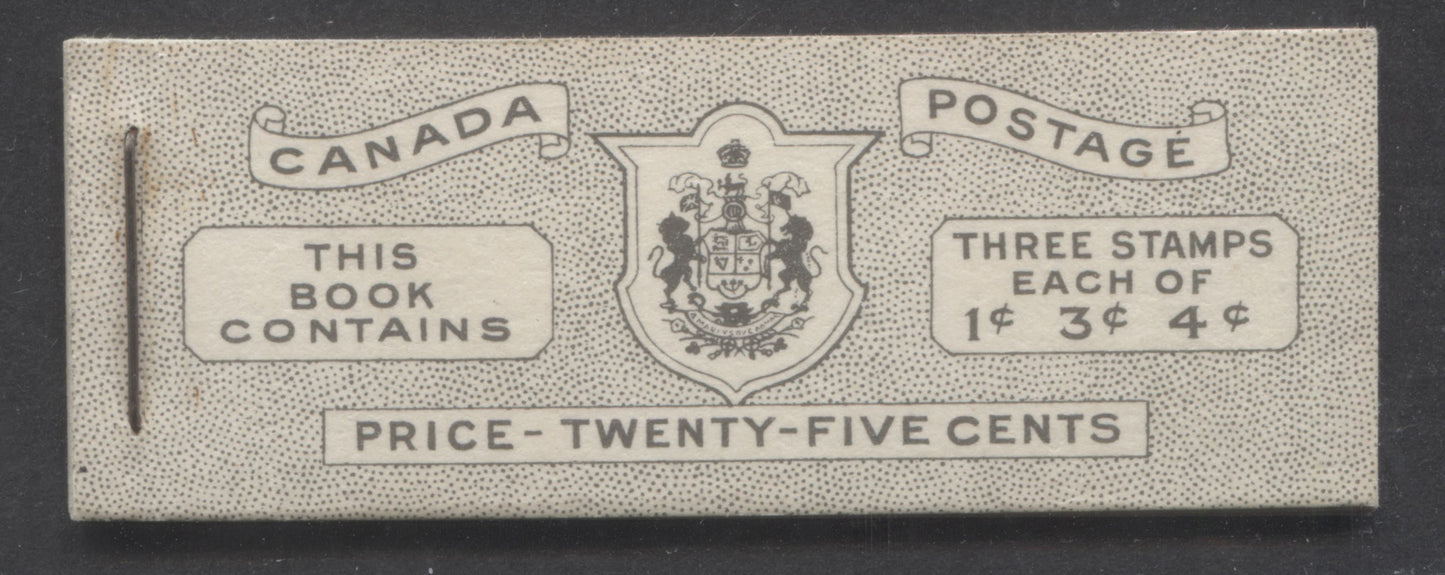 CANADA
POSTAGE
THIS
BOOK
CONTAINS
THREE STAMPS
EACH OF
1¢ 3¢ 4¢
PRICE - TWENTY-FIVE CENTS